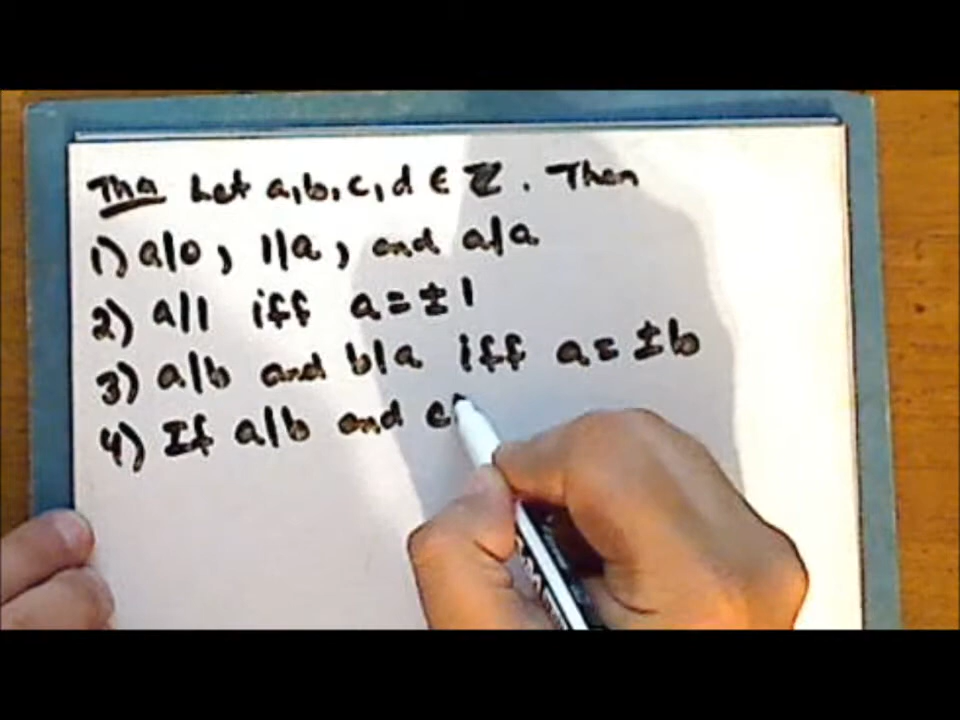 Thm Let a,b,c,d ∈ ℤ. Then
1) a|0, 1|a, and a|a
2) a|1 iff a=±1
3) a|b and b|a iff a=±b
4) If a|b and c|